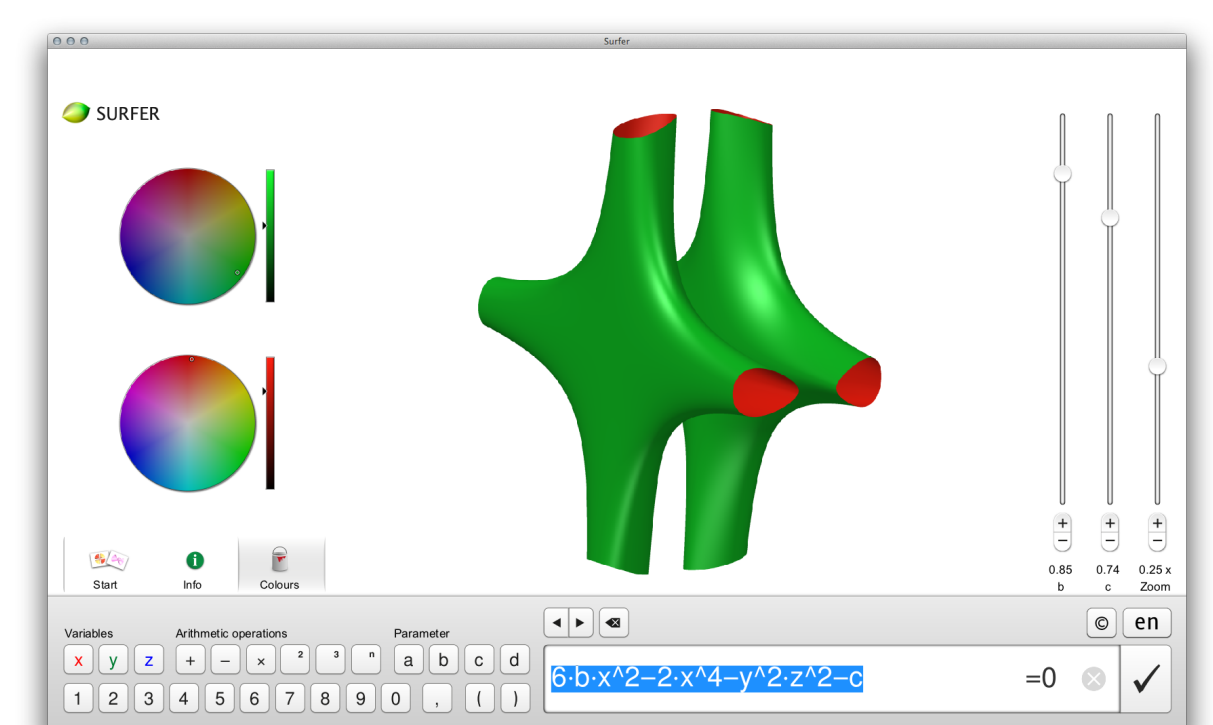 Surfer
SURFER
+ + +
− − −
0.85 0.74 0.25 x
b c Zoom
Start Info Colours
© en
Variables Arithmetic operations Parameter
x y z + − × 2 3 n a b c d
6·b·x^2−2·x^4−y^2·z^2−c =0
1 2 3 4 5 6 7 8 9 0 , ( )